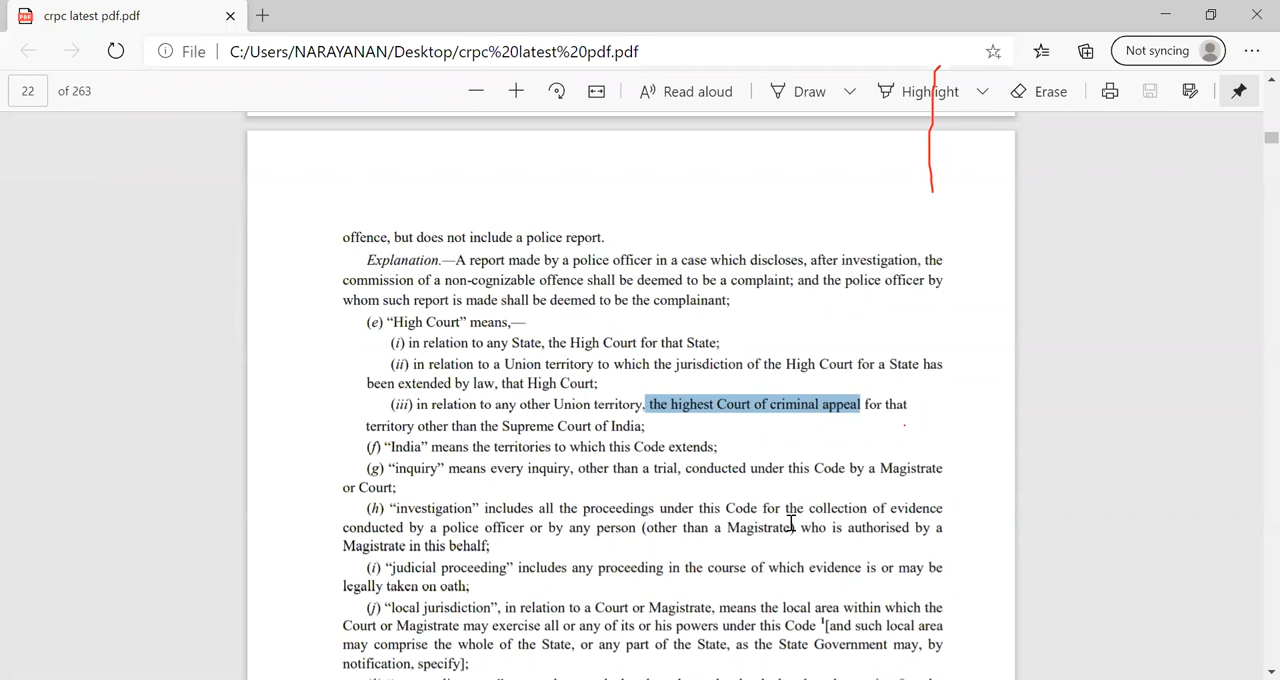 crpc latest pdf.pdf
File | C:/Users/NARAYANAN/Desktop/crpc%20latest%20pdf.pdf
Not syncing
22 of 263
Read aloud
Draw
Highlight
Erase
offence, but does not include a police report.
Explanation.—A report made by a police officer in a case which discloses, after investigation, the
commission of a non-cognizable offence shall be deemed to be a complaint; and the police officer by
whom such report is made shall be deemed to be the complainant;
(e) “High Court” means,—
(i) in relation to any State, the High Court for that State;
(ii) in relation to a Union territory to which the jurisdiction of the High Court for a State has
been extended by law, that High Court;
(iii) in relation to any other Union territory, the highest Court of criminal appeal for that
territory other than the Supreme Court of India;
(f) “India” means the territories to which this Code extends;
(g) “inquiry” means every inquiry, other than a trial, conducted under this Code by a Magistrate
or Court;
(h) “investigation” includes all the proceedings under this Code for the collection of evidence
conducted by a police officer or by any person (other than a Magistrate) who is authorised by a
Magistrate in this behalf;
(i) “judicial proceeding” includes any proceeding in the course of which evidence is or may be
legally taken on oath;
(j) “local jurisdiction”, in relation to a Court or Magistrate, means the local area within which the
Court or Magistrate may exercise all or any of its or his powers under this Code 1[and such local area
may comprise the whole of the State, or any part of the State, as the State Government may, by
notification, specify];